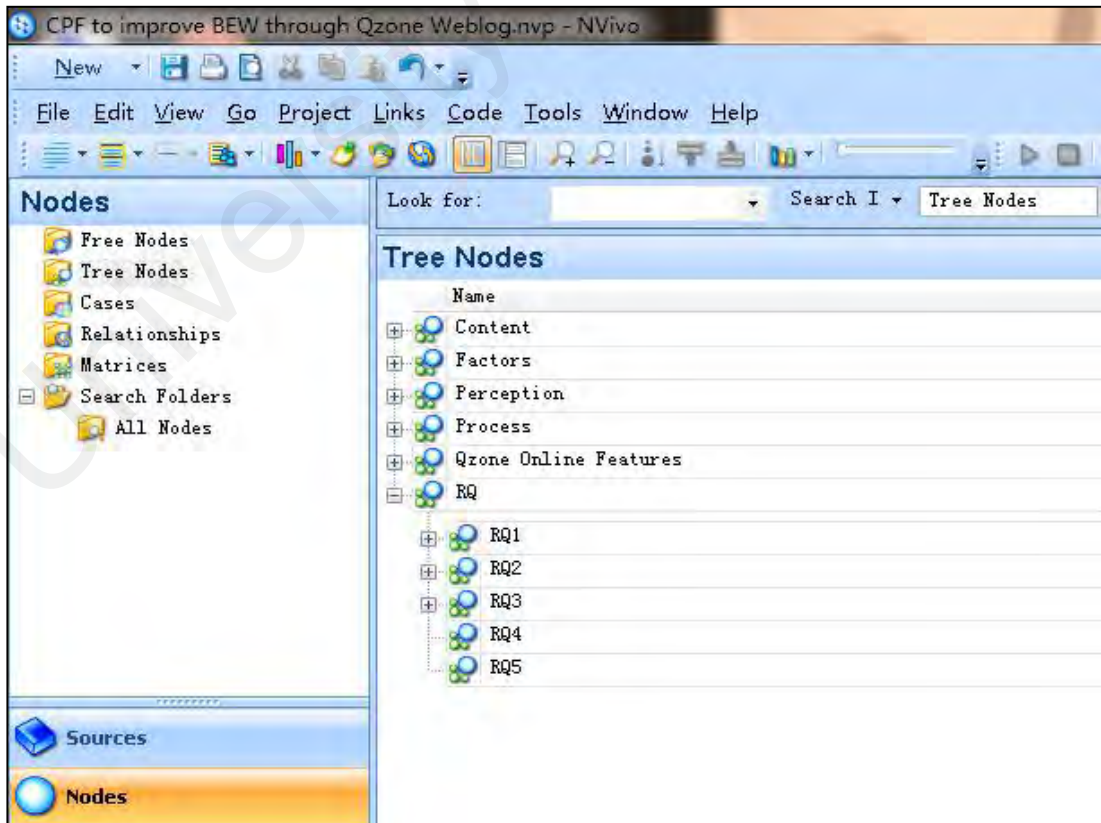 CPF to improve BEW through Qzone Weblog.nvp - NVivo
New
File Edit View Go Project Links Code Tools Window Help
Nodes
Free Nodes
Tree Nodes
Cases
Relationships
Matrices
Search Folders
All Nodes
Sources
Nodes
Look for: Search I Tree Nodes
Tree Nodes
Name
Content
Factors
Perception
Process
Qzone Online Features
RQ
RQ1
RQ2
RQ3
RQ4
RQ5